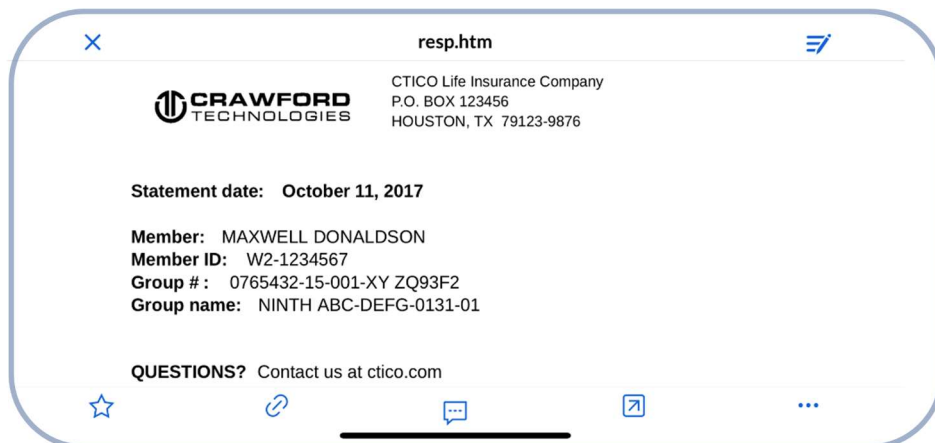 resp.htm
CRAWFORD
TECHNOLOGIES
CTICO Life Insurance Company
P.O. BOX 123456
HOUSTON, TX 79123-9876
Statement date: October 11, 2017
Member: MAXWELL DONALDSON
Member ID: W2-1234567
Group # : 0765432-15-001-XY ZQ93F2
Group name: NINTH ABC-DEFG-0131-01
QUESTIONS? Contact us at ctico.com